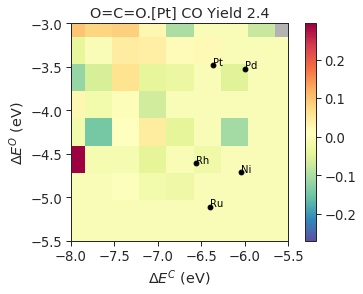 O=C=O.[Pt] CO Yield 2.4
−3.0
−3.5
−4.0
−4.5
−5.0
−5.5
ΔE^O (eV)
Pt
Pd
Rh
Ni
Ru
−8.0 −7.5 −7.0 −6.5 −6.0 −5.5
ΔE^C (eV)
0.2
0.1
0.0
−0.1
−0.2